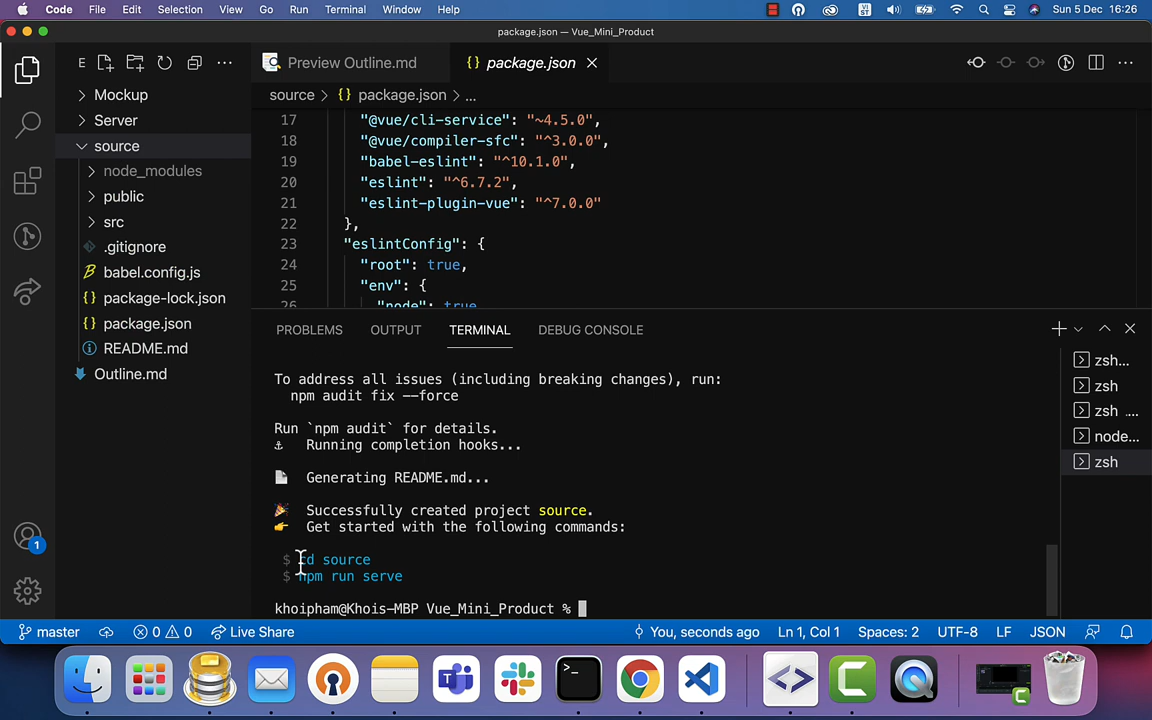 Code File Edit Selection View Go Run Terminal Window Help Sun 5 Dec 16:26
package.json — Vue_Mini_Product
E
Preview Outline.md
{} package.json
Mockup
Server
source
node_modules
public
src
.gitignore
babel.config.js
{} package-lock.json
{} package.json
README.md
Outline.md
source > {} package.json > ...
17 "@vue/cli-service": "~4.5.0",
18 "@vue/compiler-sfc": "^3.0.0",
19 "babel-eslint": "^10.1.0",
20 "eslint": "^6.7.2",
21 "eslint-plugin-vue": "^7.0.0"
22 },
23 "eslintConfig": {
24 "root": true,
25 "env": {
26 "node": true
PROBLEMS OUTPUT TERMINAL DEBUG CONSOLE
To address all issues (including breaking changes), run:
npm audit fix --force
Run `npm audit` for details.
⚓ Running completion hooks...
📄 Generating README.md...
🎉 Successfully created project source.
👉 Get started with the following commands:
$ cd source
$ npm run serve
khoipham@Khois-MBP Vue_Mini_Product %
zsh...
zsh
zsh ....
node...
zsh
1
master 0 0 Live Share You, seconds ago Ln 1, Col 1 Spaces: 2 UTF-8 LF JSON